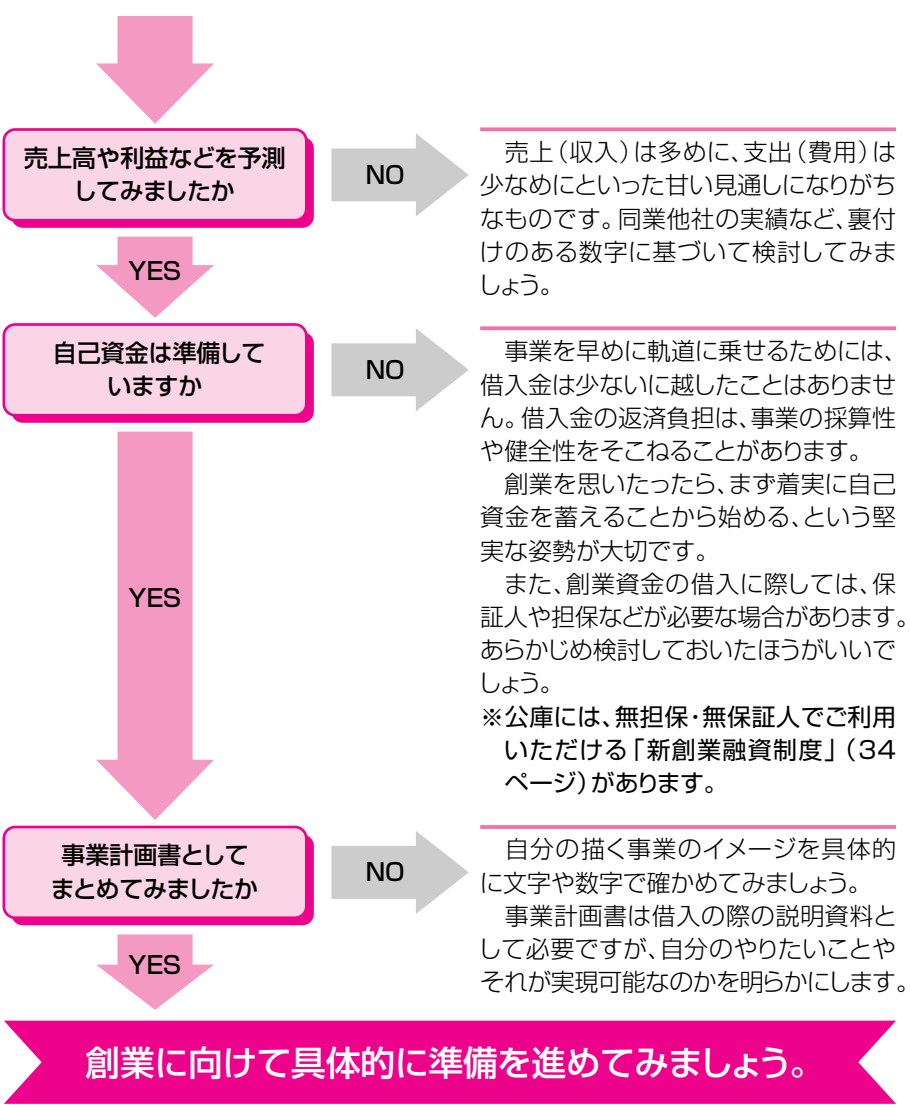 売上高や利益などを予測
してみましたか
NO
売上（収入）は多めに、支出（費用）は
少なめにといった甘い見通しになりがち
なものです。同業他社の実績など、裏付
けのある数字に基づいて検討してみま
しょう。
YES
自己資金は準備して
いますか
NO
事業を早めに軌道に乗せるためには、
借入金は少ないに越したことはありませ
ん。借入金の返済負担は、事業の採算性
や健全性をそこねることがあります。
創業を思いたったら、まず着実に自己
資金を蓄えることから始める、という堅
実な姿勢が大切です。
また、創業資金の借入に際しては、保
証人や担保などが必要な場合があります。
あらかじめ検討しておいたほうがいいで
しょう。
※公庫には、無担保・無保証人でご利用
いただける「新創業融資制度」（34
ページ）があります。
YES
事業計画書として
まとめてみましたか
NO
自分の描く事業のイメージを具体的
に文字や数字で確かめてみましょう。
事業計画書は借入の際の説明資料と
して必要ですが、自分のやりたいことや
それが実現可能なのかを明らかにします。
YES
創業に向けて具体的に準備を進めてみましょう。